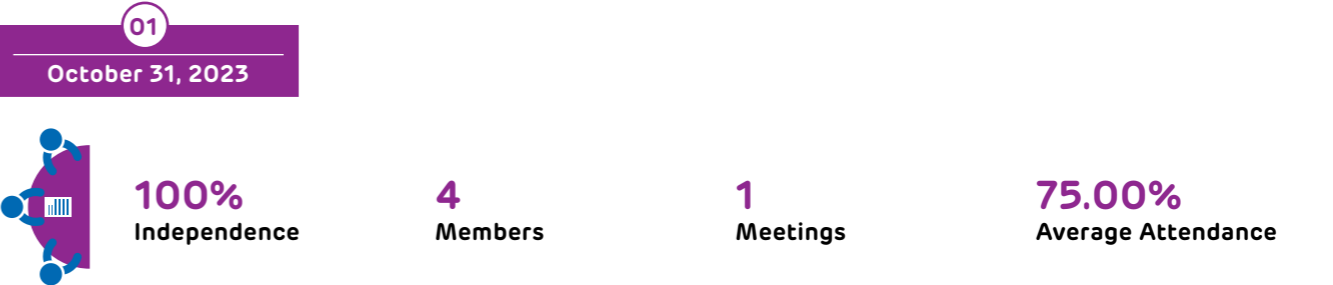 01
October 31, 2023
100%
Independence
4
Members
1
Meetings
75.00%
Average Attendance